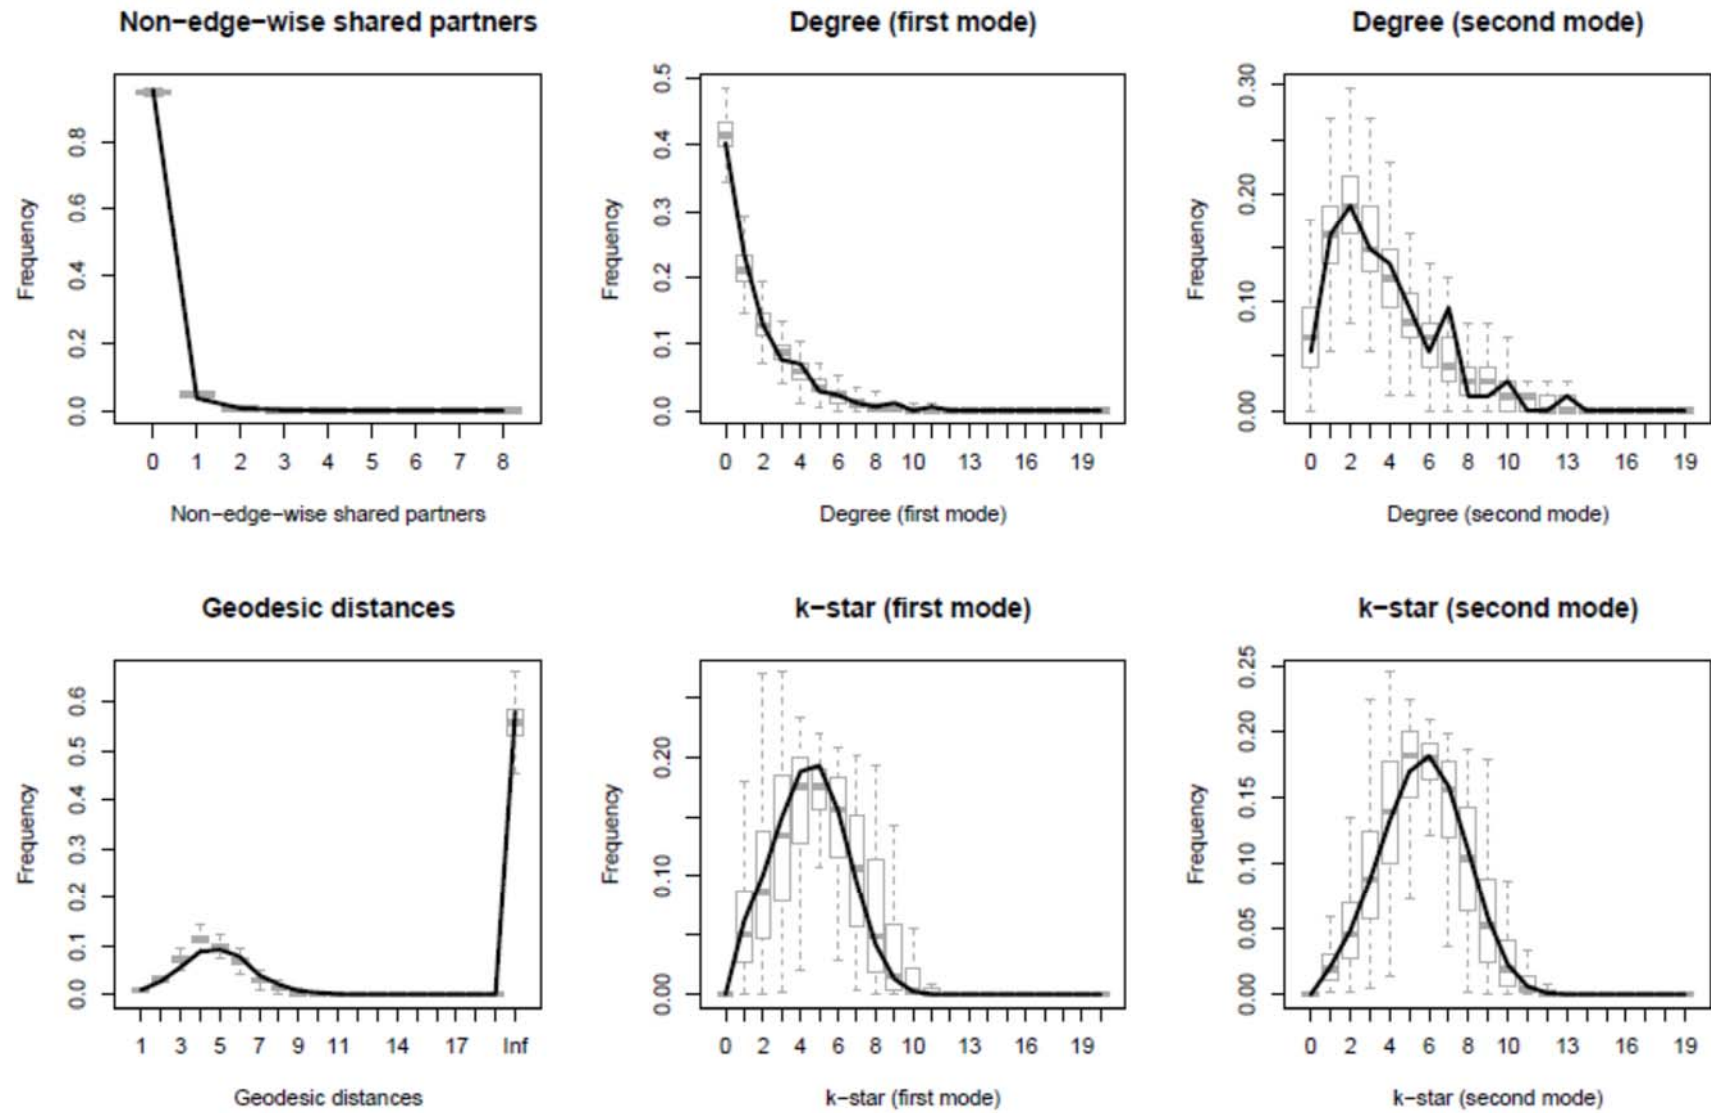 Non−edge−wise shared partners
Frequency
0.0 0.2 0.4 0.6 0.8
0 1 2 3 4 5 6 7 8
Non−edge−wise shared partners
Degree (first mode)
Frequency
0.0 0.1 0.2 0.3 0.4 0.5
0 2 4 6 8 10 13 16 19
Degree (first mode)
Degree (second mode)
Frequency
0.00 0.10 0.20 0.30
0 2 4 6 8 10 13 16 19
Degree (second mode)
Geodesic distances
Frequency
0.0 0.1 0.2 0.3 0.4 0.5 0.6
1 3 5 7 9 11 14 17 Inf
Geodesic distances
k−star (first mode)
Frequency
0.00 0.10 0.20
0 2 4 6 8 10 13 16 19
k−star (first mode)
k−star (second mode)
Frequency
0.00 0.05 0.10 0.15 0.20 0.25
0 2 4 6 8 10 13 16 19
k−star (second mode)